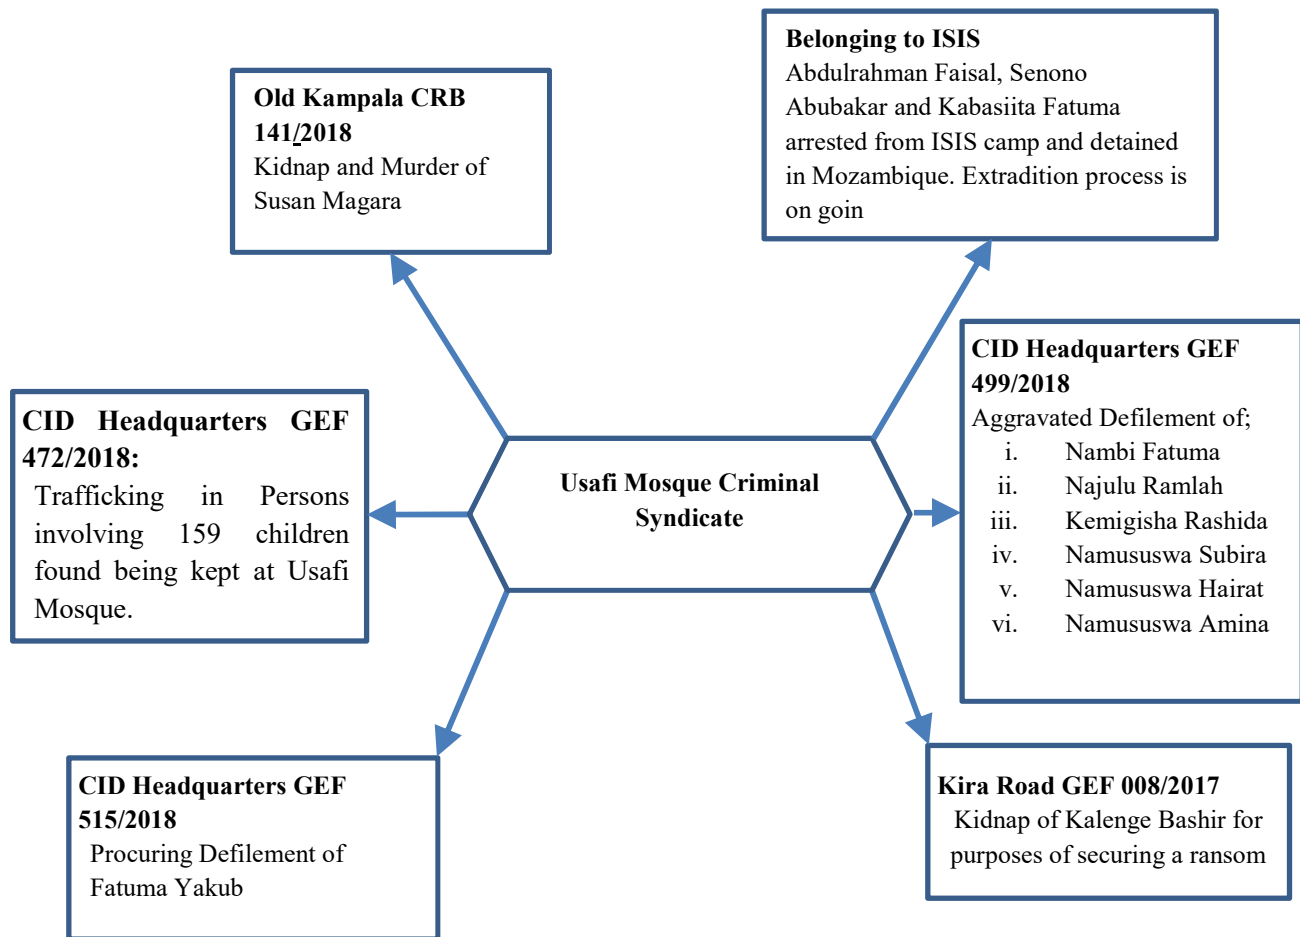 Old Kampala CRB
141/2018
Kidnap and Murder of
Susan Magara
Belonging to ISIS
Abdulrahman Faisal, Senono
Abubakar and Kabasiita Fatuma
arrested from ISIS camp and detained
in Mozambique. Extradition process is
on goin
CID Headquarters GEF
472/2018:
Trafficking in Persons
involving 159 children
found being kept at Usafi
Mosque.
Usafi Mosque Criminal
Syndicate
CID Headquarters GEF
499/2018
Aggravated Defilement of;
i. Nambi Fatuma
ii. Najulu Ramlah
iii. Kemigisha Rashida
iv. Namususwa Subira
v. Namususwa Hairat
vi. Namususwa Amina
CID Headquarters GEF
515/2018
Procuring Defilement of
Fatuma Yakub
Kira Road GEF 008/2017
Kidnap of Kalenge Bashir for
purposes of securing a ransom